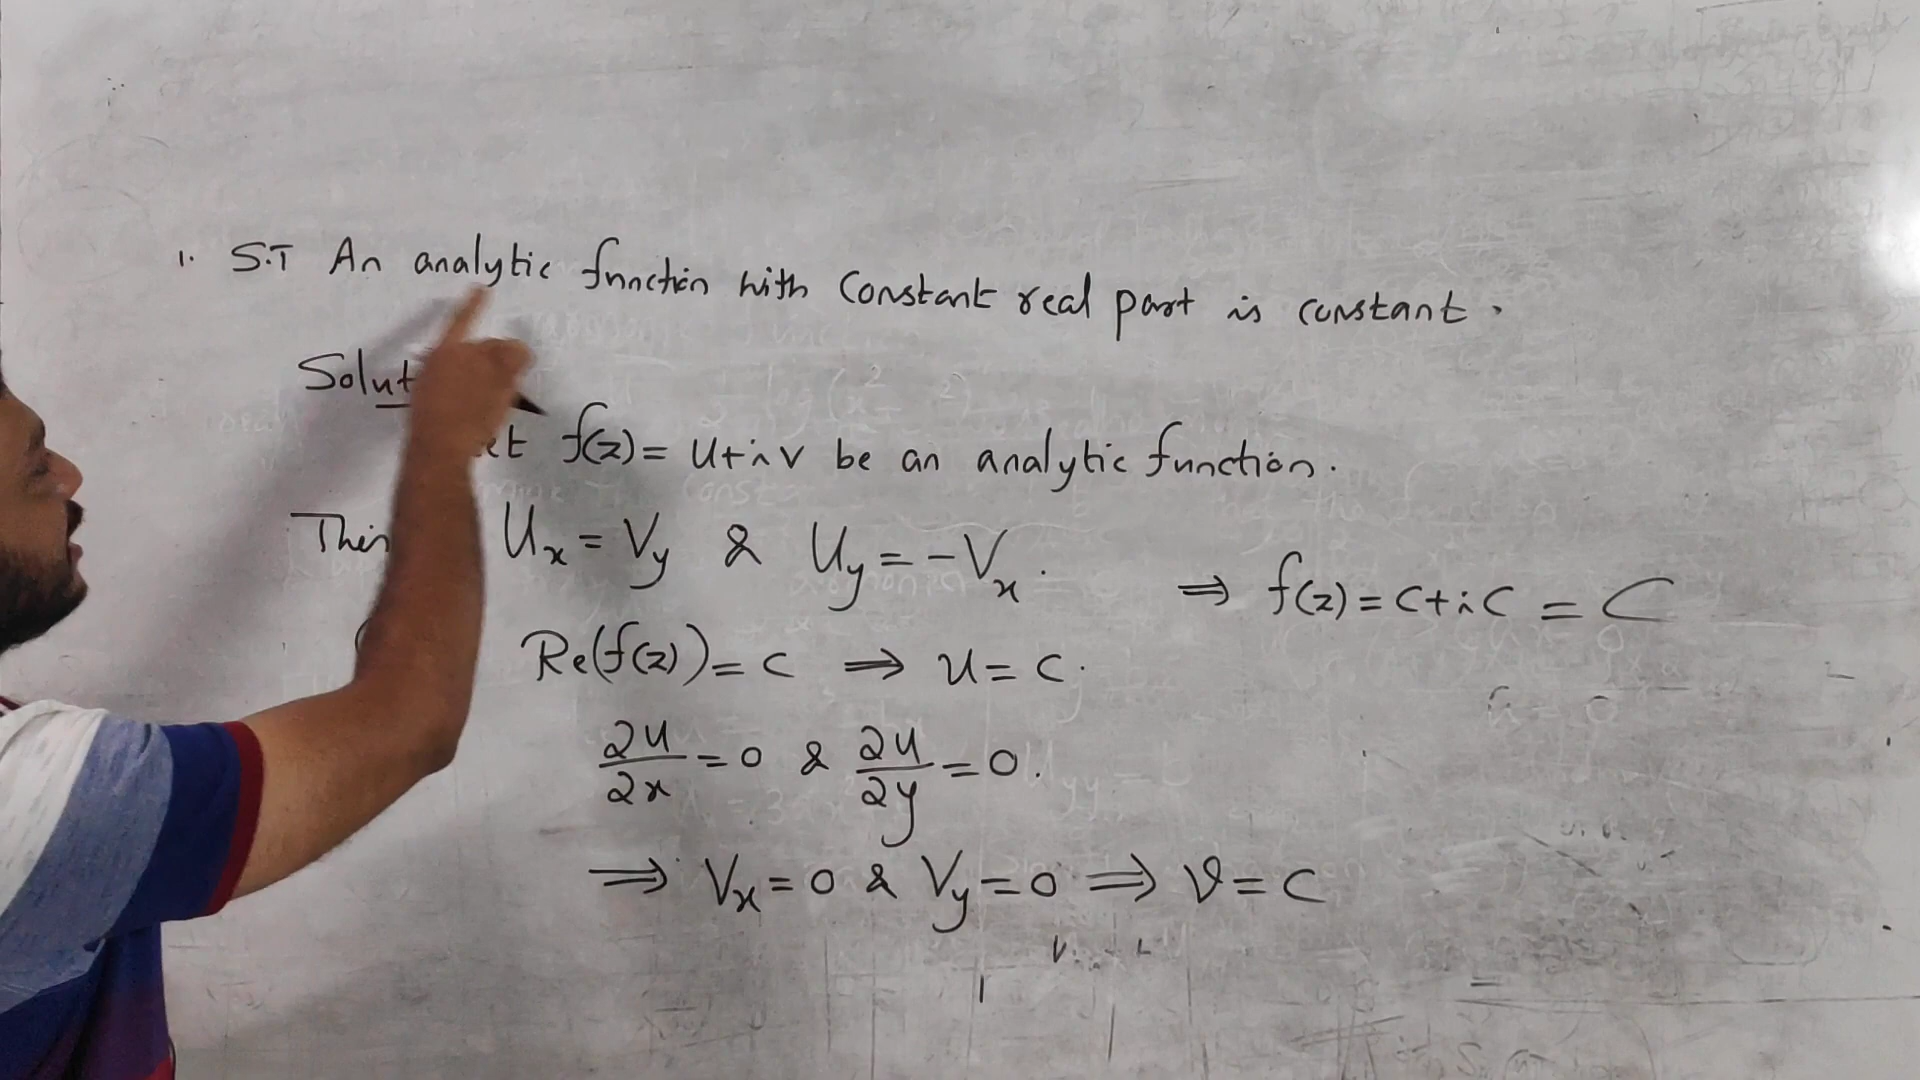 1. S.T An analytic function with constant real part is constant.
Solut
et f(z) = u+iv be an analytic function.
Then Ux = Vy & Uy = -Vx.
⇒ f(z) = c+ic = C
Re(f(z)) = c ⇒ u = c.
∂u/∂x = 0 & ∂u/∂y = 0.
⇒ Vx = 0 & Vy = 0 ⇒ v = c